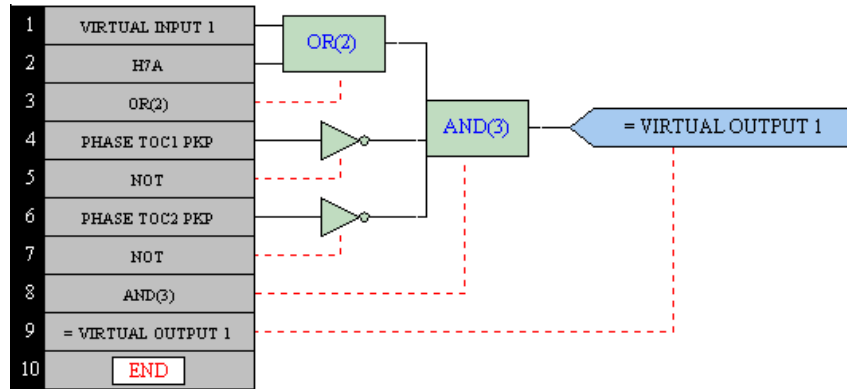 1 VIRTUAL INPUT 1
2 H7A
3 OR(2)
4 PHASE TOC1 PKP
5 NOT
6 PHASE TOC2 PKP
7 NOT
8 AND(3)
9 = VIRTUAL OUTPUT 1
10 END
OR(2)
AND(3)
= VIRTUAL OUTPUT 1